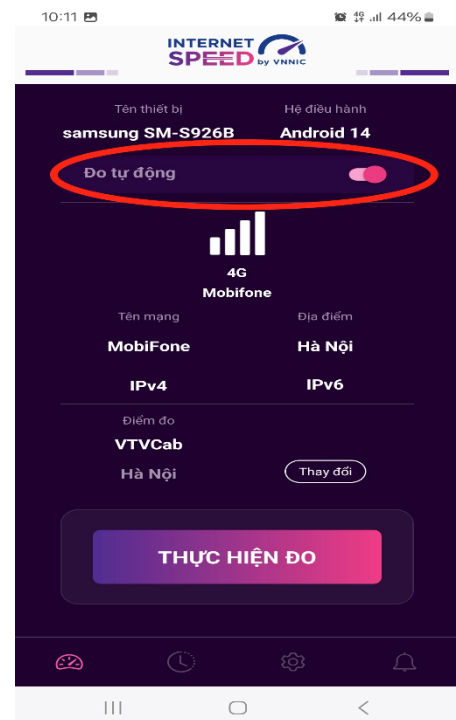 10:11 4G 44%
INTERNET
SPEED by VNNIC
Tên thiết bị Hệ điều hành
samsung SM-S926B Android 14
Đo tự động
4G
Mobifone
Tên mạng Địa điểm
MobiFone Hà Nội
IPv4 IPv6
Điểm đo
VTVCab
Hà Nội Thay đổi
THỰC HIỆN ĐO